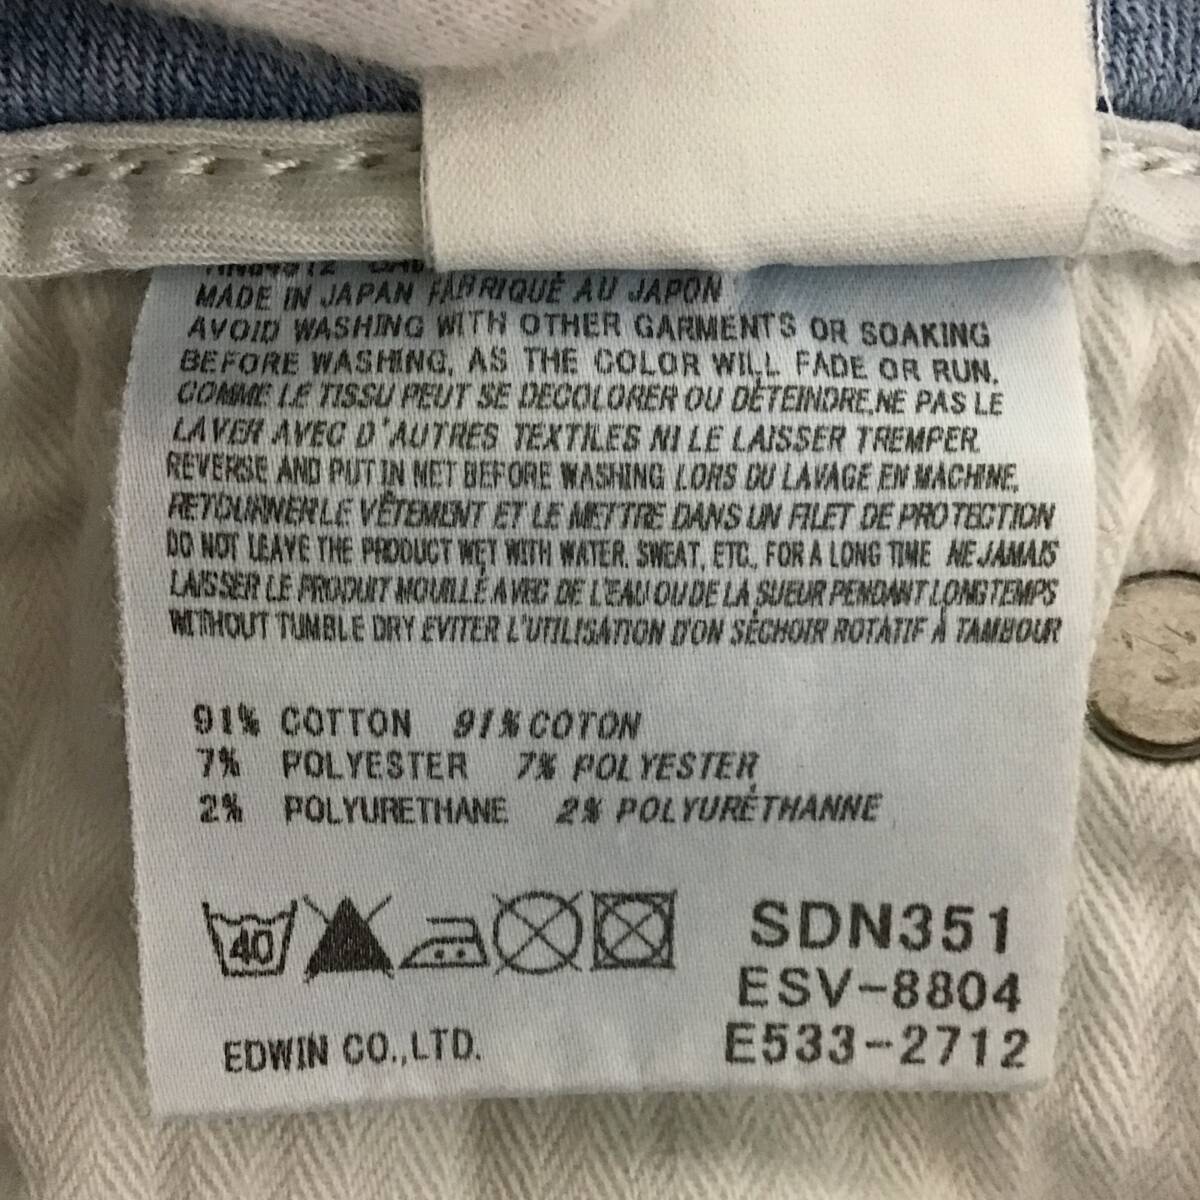 MADE IN JAPAN FABRIQUÉ AU JAPON
AVOID WASHING WITH OTHER GARMENTS OR SOAKING
BEFORE WASHING, AS THE COLOR WILL FADE OR RUN.
COMME LE TISSU PEUT SE DECOLORER OU DÉTEINDRE,NE PAS LE
LAVER AVEC D'AUTRES TEXTILES NI LE LAISSER TREMPER.
REVERSE AND PUT IN NET BEFORE WASHING LORS DU LAVAGE EN MACHINE,
RETOURNER LE VÊTEMENT ET LE METTRE DANS UN FILET DE PROTECTION
DO NOT LEAVE THE PRODUCT WET WITH WATER, SWEAT, ETC., FOR A LONG TIME NE JAMAIS
LAISSER LE PRODUIT MOUILLÉ AVEC DE L'EAU OU DE LA SUEUR PENDANT LONGTEMPS
WITHOUT TUMBLE DRY EVITER L'UTILISATION D'ON SÉCHOIR ROTATIF À TAMBOUR
91% COTTON 91% COTON
7% POLYESTER 7% POLYESTER
2% POLYURETHANE 2% POLYURÉTHANNE
40
SDN351
ESV-8804
EDWIN CO.,LTD.
E533-2712